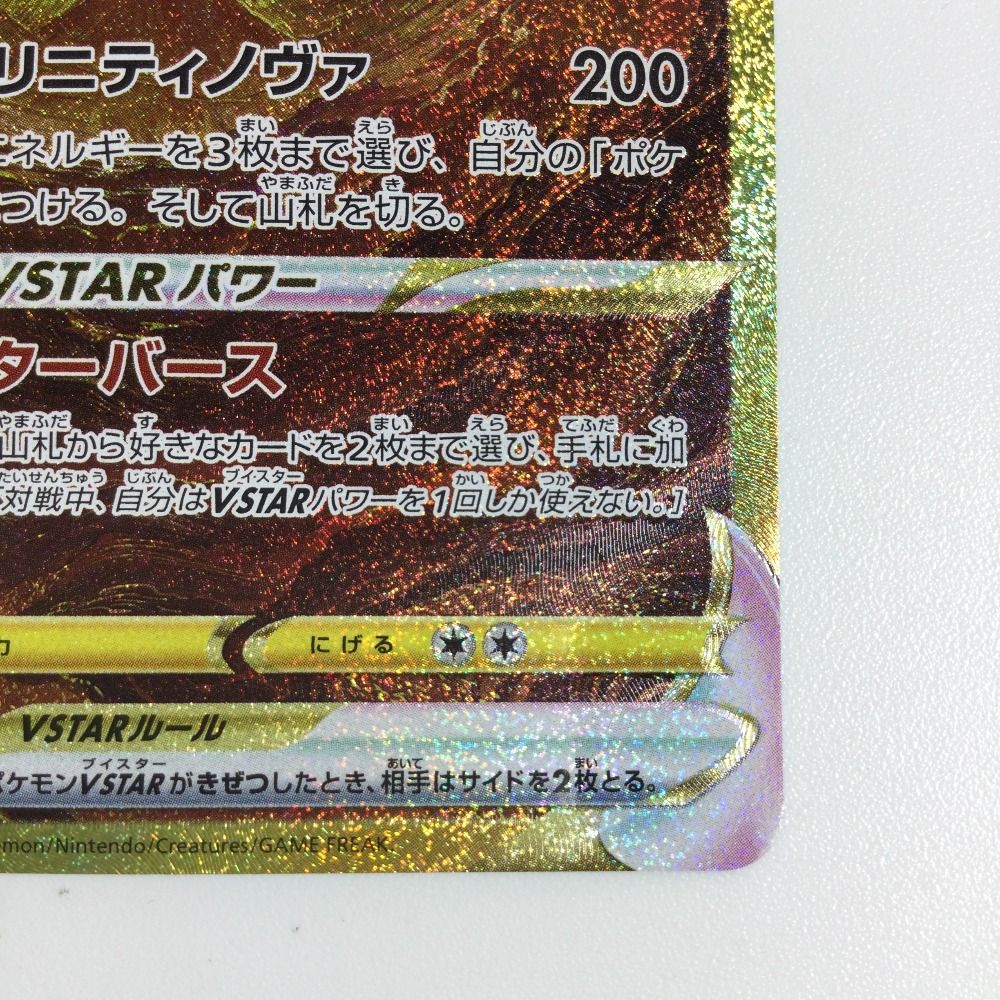 リニティノヴァ 200
エネルギーを3枚まで選び、自分の「ポケ
つける。そして山札を切る。
VSTARパワー
ターバース
山札から好きなカードを2枚まで選び、手札に加
対戦中、自分はVSTARパワーを1回しか使えない。]
力 にげる
VSTARルール
ポケモンVSTARがきぜつしたとき、相手はサイドを2枚とる。
mon/Nintendo/Creatures/GAME FREAK.